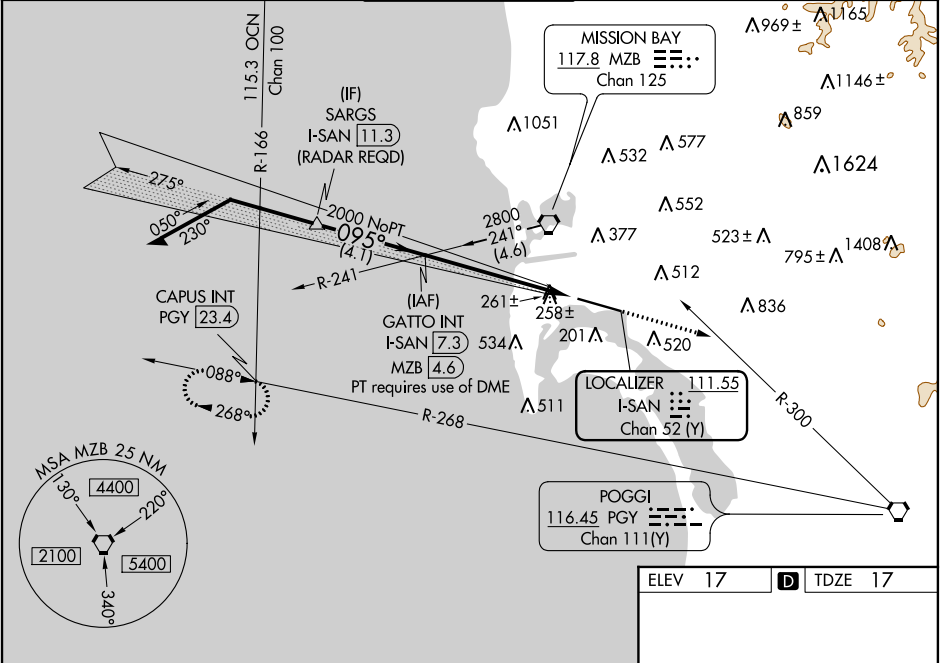 969±
1165
MISSION BAY
117.8 MZB
Chan 125
1146±
859
115.3 OCN
Chan 100
R-166
(IF)
SARGS
I-SAN 11.3
(RADAR REQD)
1051
532
577
1624
275°
050°
230°
2000 NoPT
095°
(4.1)
2800
241°
(4.6)
R-241
552
377
523±
795±
1408
512
836
CAPUS INT
PGY 23.4
(IAF)
GATTO INT
I-SAN 7.3
MZB 4.6
PT requires use of DME
261±
258±
534
201
520
511
088°
268°
R-268
LOCALIZER 111.55
I-SAN
Chan 52 (Y)
R-300
MSA MZB 25 NM
130°
4400
220°
2100
5400
340°
POGGI
116.45 PGY
Chan 111(Y)
ELEV 17 D TDZE 17